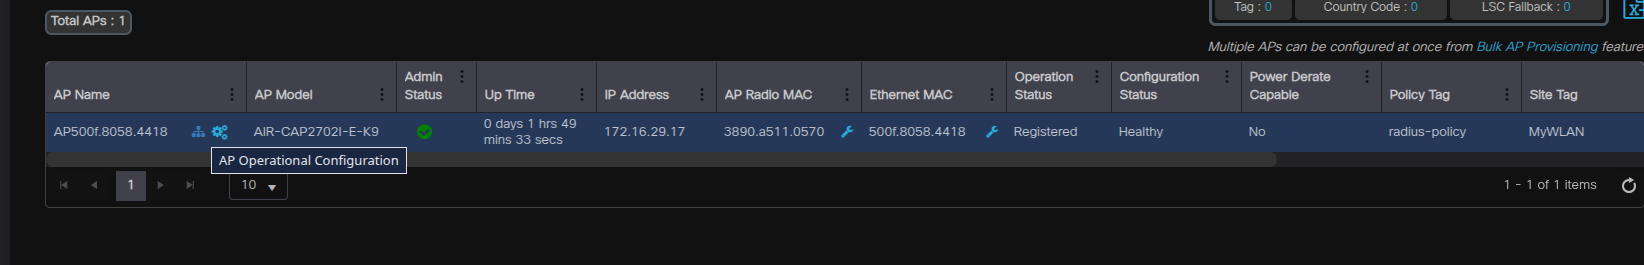 Total APs : 1
Tag : 0
Country Code : 0
LSC Fallback : 0
Multiple APs can be configured at once from Bulk AP Provisioning feature
AP Name
AP Model
Admin
Status
Up Time
IP Address
AP Radio MAC
Ethernet MAC
Operation
Status
Configuration
Status
Power Derate
Capable
Policy Tag
Site Tag
AP500f.8058.4418
AIR-CAP2702I-E-K9
0 days 1 hrs 49
mins 33 secs
172.16.29.17
3890.a511.0570
500f.8058.4418
Registered
Healthy
No
radius-policy
MyWLAN
AP Operational Configuration
1
10
1 - 1 of 1 items